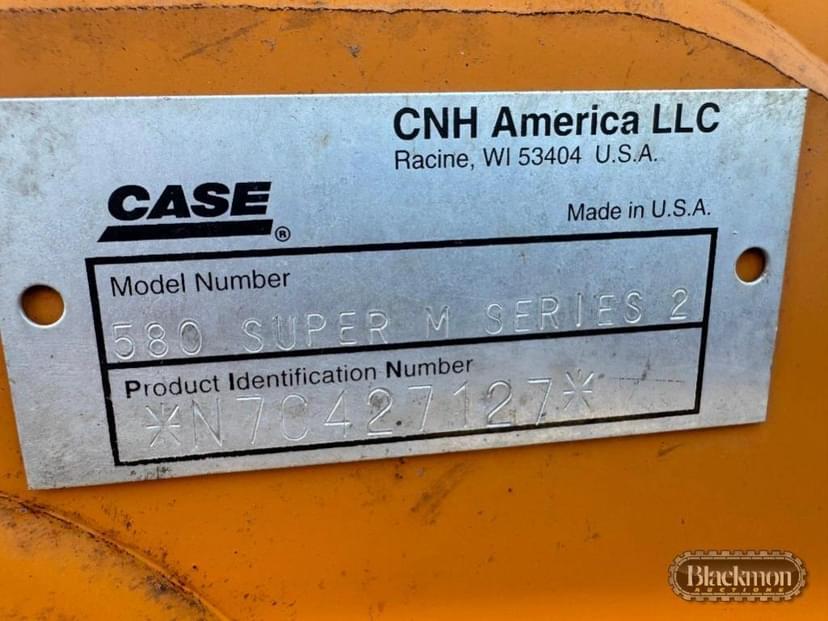 CNH America LLC
Racine, WI 53404 U.S.A.
CASE
®
Made in U.S.A.
Model Number
580 SUPER M SERIES 2
Product Identification Number
*N7C427127*
Blackmon
AUCTIONS